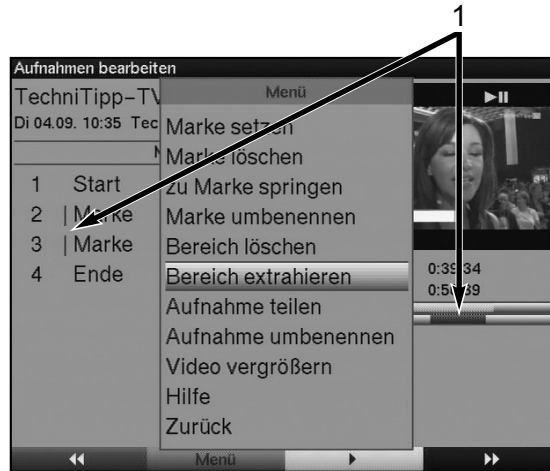 1
Aufnahmen bearbeiten
TechniTipp-TV
Di 04.09. 10:35 Tec
1 Start
2 | Marke
3 | Marke
4 Ende
Menü
Marke setzen
Marke löschen
zu Marke springen
Marke umbenennen
Bereich löschen
Bereich extrahieren
Aufnahme teilen
Aufnahme umbenennen
Video vergrößern
Hilfe
Zurück
0:39:34
Menü